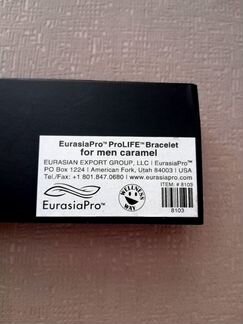 EurasiaPro™ ProLIFE™ Bracelet
for men caramel
EURASIAN EXPORT GROUP, LLC | EurasiaPro™
PO Box 1224 | American Fork, Utah 84003 | USA
Tel./Fax: +1 801.847.0680 | www.eurasiapro.com
ITEM: # 8103
EurasiaPro™
WELLNESS
WAY
8103